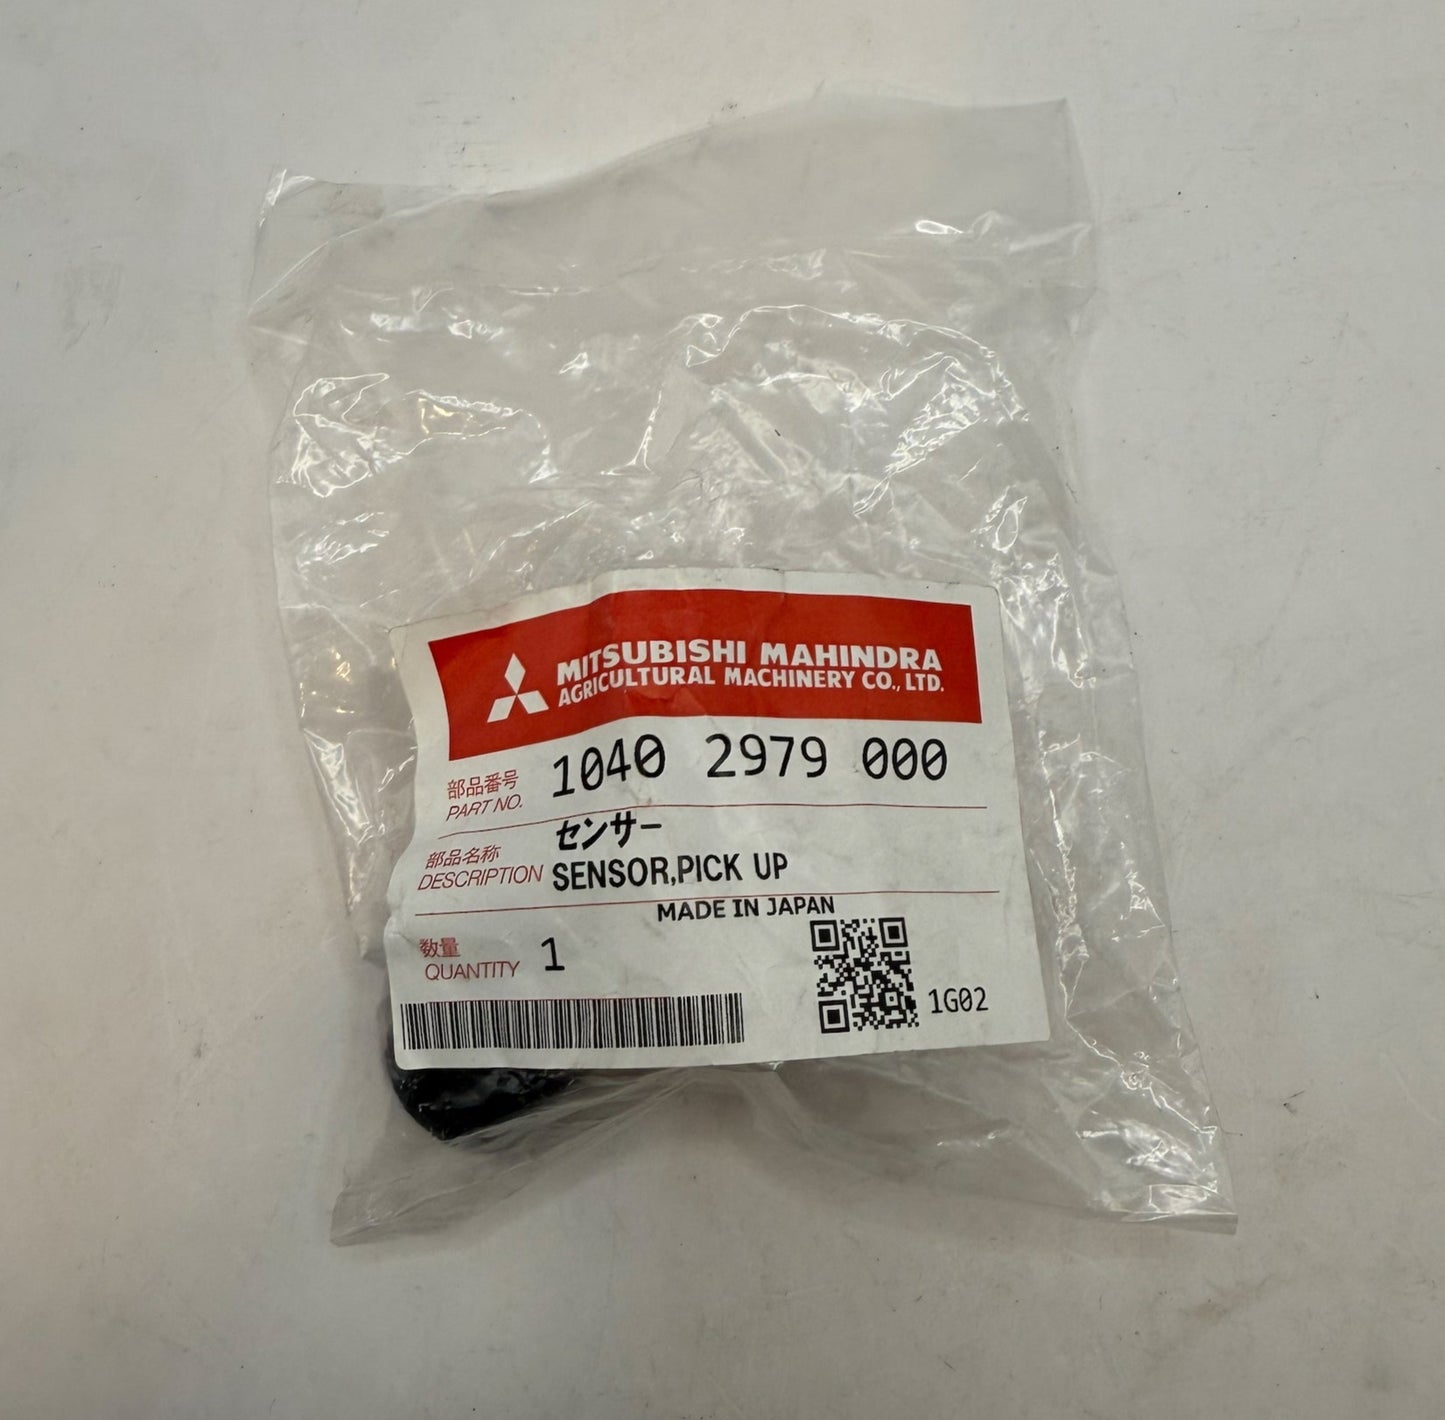 MITSUBISHI MAHINDRA
AGRICULTURAL MACHINERY CO., LTD.
部品番号
PART NO.
1040 2979 000
センサー
部品名称
DESCRIPTION
SENSOR,PICK UP
MADE IN JAPAN
数量
QUANTITY
1
1G02